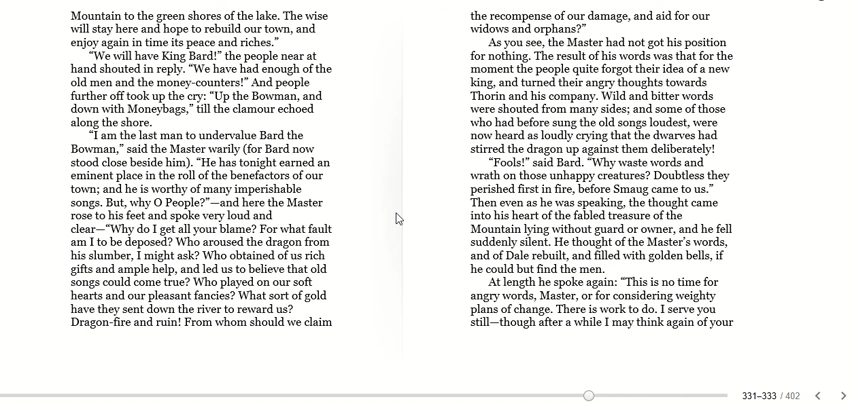 Mountain to the green shores of the lake. The wise
will stay here and hope to rebuild our town, and
enjoy again in time its peace and riches.”
“We will have King Bard!” the people near at
hand shouted in reply. “We have had enough of the
old men and the money-counters!” And people
further off took up the cry: “Up the Bowman, and
down with Moneybags,” till the clamour echoed
along the shore.
“I am the last man to undervalue Bard the
Bowman,” said the Master warily (for Bard now
stood close beside him). “He has tonight earned an
eminent place in the roll of the benefactors of our
town; and he is worthy of many imperishable
songs. But, why O People?”—and here the Master
rose to his feet and spoke very loud and
clear—“Why do I get all your blame? For what fault
am I to be deposed? Who aroused the dragon from
his slumber, I might ask? Who obtained of us rich
gifts and ample help, and led us to believe that old
songs could come true? Who played on our soft
hearts and our pleasant fancies? What sort of gold
have they sent down the river to reward us?
Dragon-fire and ruin! From whom should we claim
the recompense of our damage, and aid for our
widows and orphans?”
As you see, the Master had not got his position
for nothing. The result of his words was that for the
moment the people quite forgot their idea of a new
king, and turned their angry thoughts towards
Thorin and his company. Wild and bitter words
were shouted from many sides; and some of those
who had before sung the old songs loudest, were
now heard as loudly crying that the dwarves had
stirred the dragon up against them deliberately!
“Fools!” said Bard. “Why waste words and
wrath on those unhappy creatures? Doubtless they
perished first in fire, before Smaug came to us.”
Then even as he was speaking, the thought came
into his heart of the fabled treasure of the
Mountain lying without guard or owner, and he fell
suddenly silent. He thought of the Master’s words,
and of Dale rebuilt, and filled with golden bells, if
he could but find the men.
At length he spoke again: “This is no time for
angry words, Master, or for considering weighty
plans of change. There is work to do. I serve you
still—though after a while I may think again of your
331–333 / 402